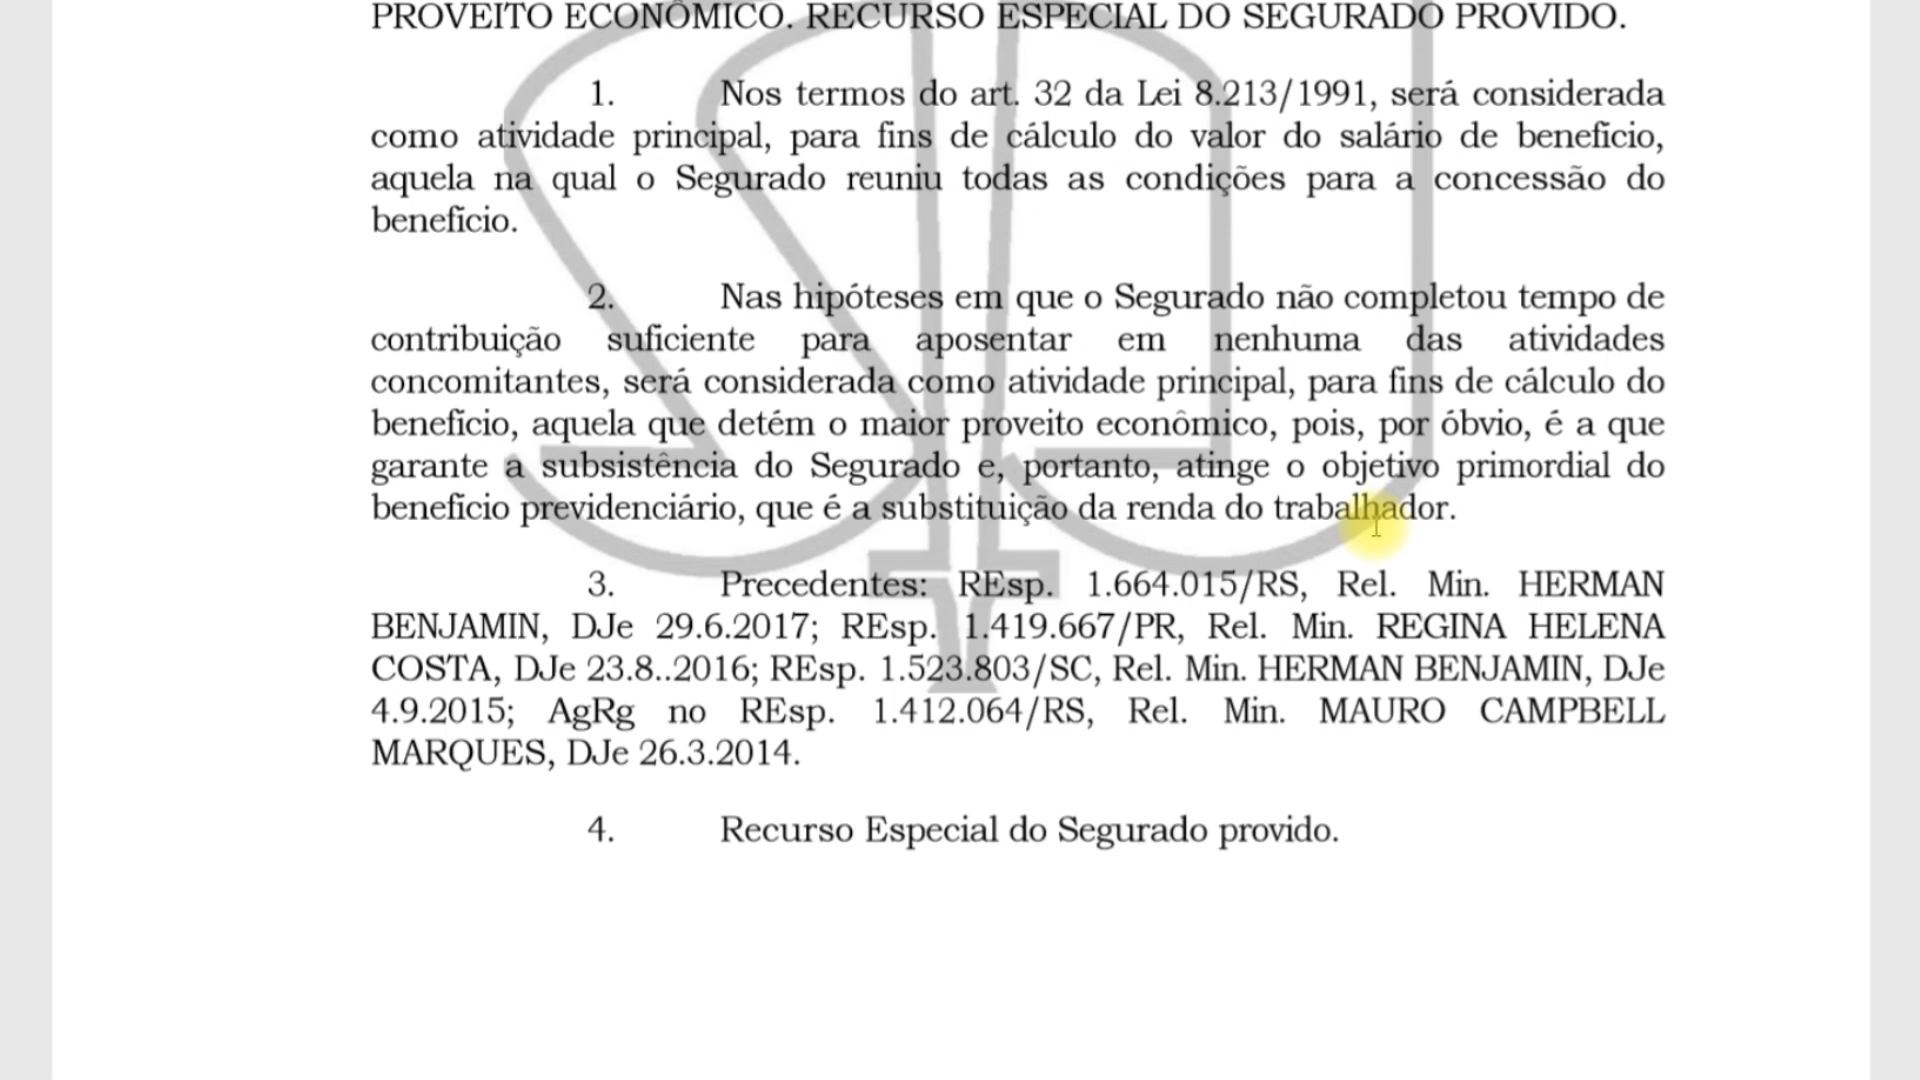 PROVEITO ECONÔMICO. RECURSO ESPECIAL DO SEGURADO PROVIDO.
1. Nos termos do art. 32 da Lei 8.213/1991, será considerada
como atividade principal, para fins de cálculo do valor do salário de benefício,
aquela na qual o Segurado reuniu todas as condições para a concessão do
benefício.
2. Nas hipóteses em que o Segurado não completou tempo de
contribuição suficiente para aposentar em nenhuma das atividades
concomitantes, será considerada como atividade principal, para fins de cálculo do
benefício, aquela que detém o maior proveito econômico, pois, por óbvio, é a que
garante a subsistência do Segurado e, portanto, atinge o objetivo primordial do
benefício previdenciário, que é a substituição da renda do trabalhador.
3. Precedentes: REsp. 1.664.015/RS, Rel. Min. HERMAN
BENJAMIN, DJe 29.6.2017; REsp. 1.419.667/PR, Rel. Min. REGINA HELENA
COSTA, DJe 23.8..2016; REsp. 1.523.803/SC, Rel. Min. HERMAN BENJAMIN, DJe
4.9.2015; AgRg no REsp. 1.412.064/RS, Rel. Min. MAURO CAMPBELL
MARQUES, DJe 26.3.2014.
4. Recurso Especial do Segurado provido.